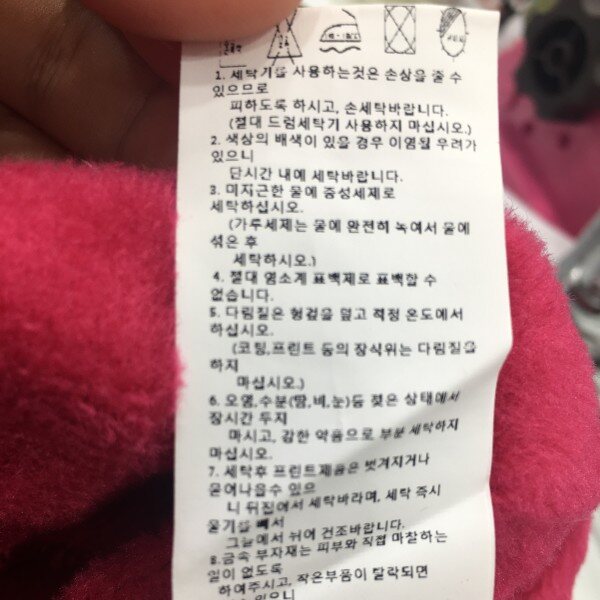 1. 세탁기를 사용하는것은 손상을 줄 수
있으므로
피하도록 하시고, 손세탁바랍니다.
(절대 드럼세탁기 사용하지 마십시오.)
2. 색상의 배색이 있을 경우 이염될 우려가
있으니
단시간 내에 세탁바랍니다.
3. 미지근한 물에 중성세제로
세탁하십시오.
(가루세제는 물에 완전히 녹여서 물에
섞은 후
세탁하시오.)
4. 절대 염소계 표백제로 표백할 수
없습니다.
5. 다림질은 헝겊을 덮고 적정 온도에서
하십시오.
(코팅,프린트 등의 장식위는 다림질을
하지
마십시오.)
6. 오염,수분(땀,비,눈)등 젖은 상태에서
장시간 두지
마시고, 강한 약품으로 부분 세탁하지
마십시오.
7. 세탁후 프린트제품은 벗겨지거나
묻어나올수 있으
니 뒤집어서 세탁바라며, 세탁 즉시
물기를 빼서
그늘에서 뉘어 건조바랍니다.
8.금속 부자재는 피부와 직접 마찰하는
일이 없도록
하여주시고, 작은부품이 탈락되면
있으니